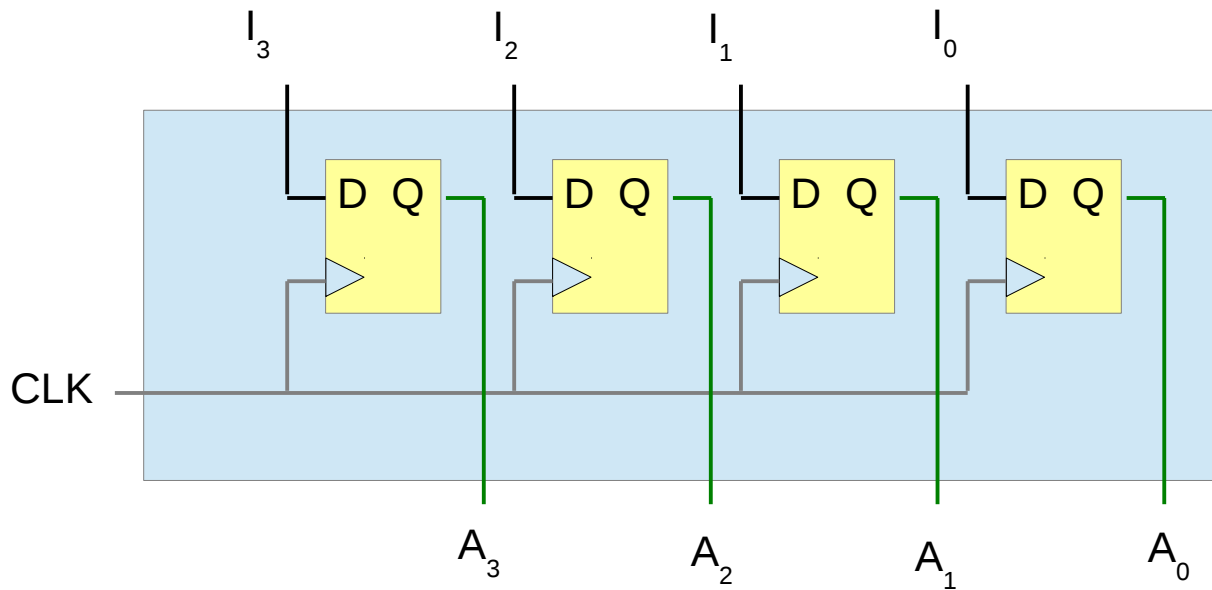 I₃ I₂ I₁ I₀
D Q D Q D Q D Q
CLK
A₃ A₂ A₁ A₀